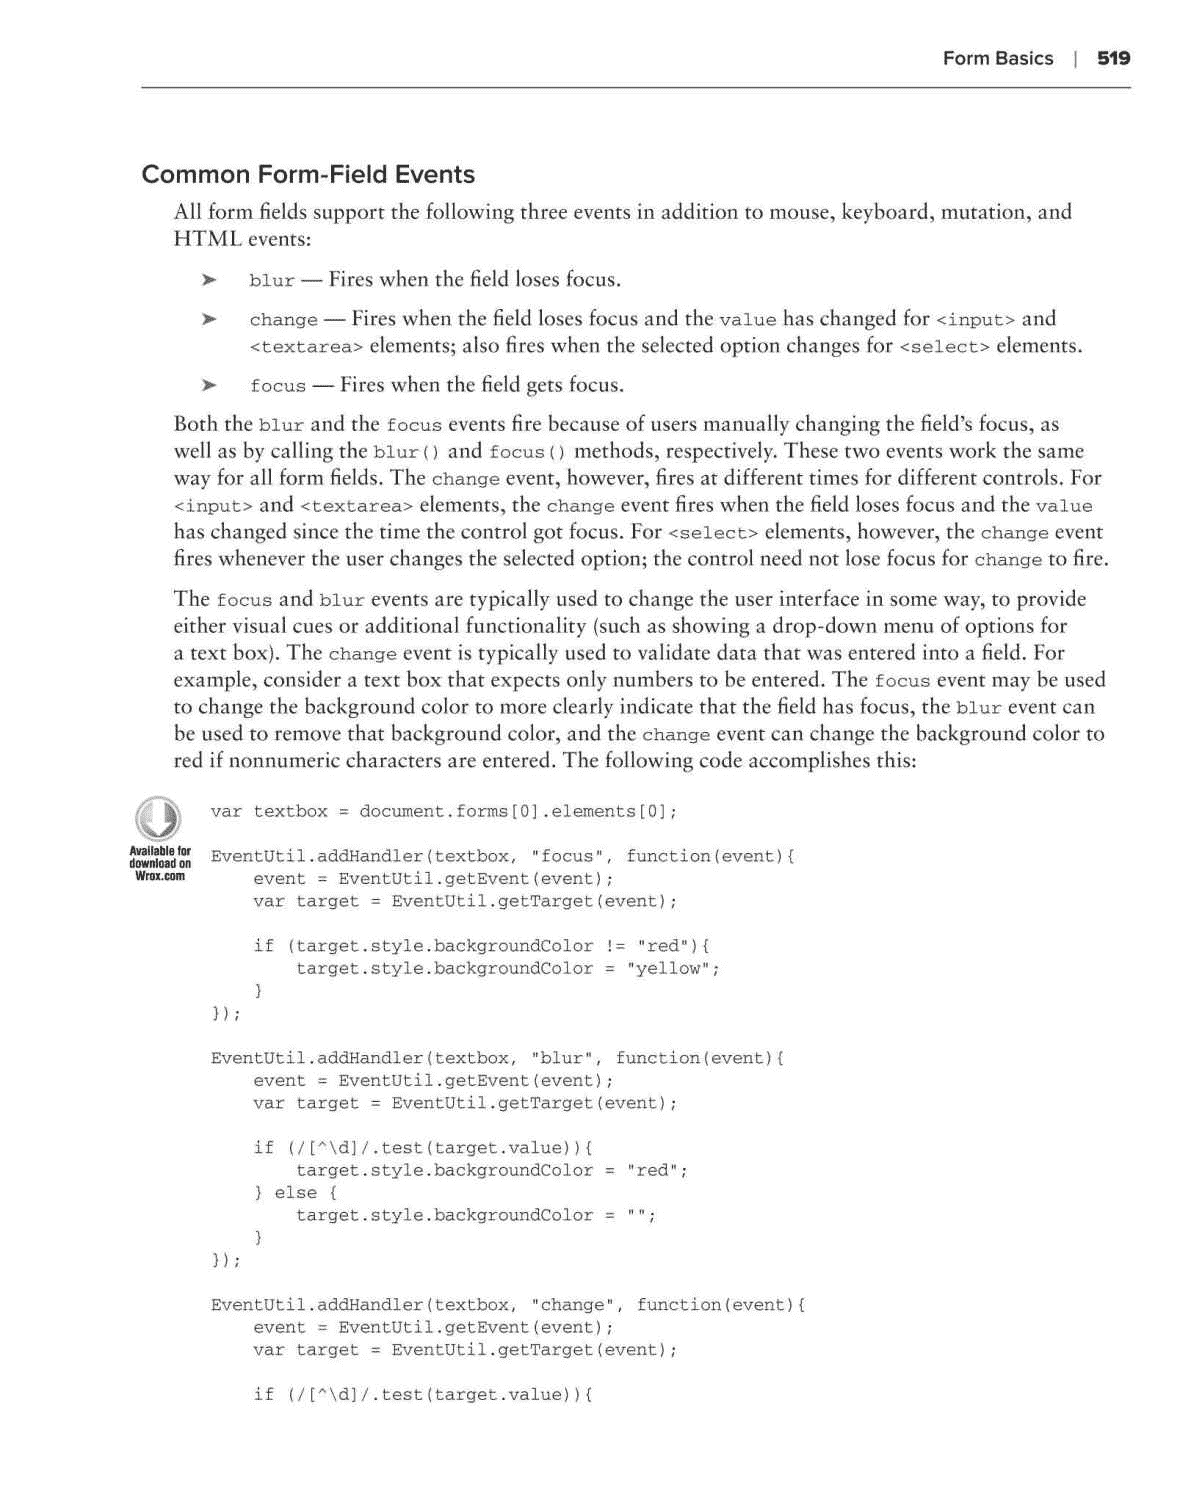 Form Basics | 519
Common Form-Field Events
All form fields support the following three events in addition to mouse, keyboard, mutation, and
HTML events:
➤ blur — Fires when the field loses focus.
➤ change — Fires when the field loses focus and the value has changed for <input> and
<textarea> elements; also fires when the selected option changes for <select> elements.
➤ focus — Fires when the field gets focus.
Both the blur and the focus events fire because of users manually changing the field's focus, as
well as by calling the blur() and focus() methods, respectively. These two events work the same
way for all form fields. The change event, however, fires at different times for different controls. For
<input> and <textarea> elements, the change event fires when the field loses focus and the value
has changed since the time the control got focus. For <select> elements, however, the change event
fires whenever the user changes the selected option; the control need not lose focus for change to fire.
The focus and blur events are typically used to change the user interface in some way, to provide
either visual cues or additional functionality (such as showing a drop-down menu of options for
a text box). The change event is typically used to validate data that was entered into a field. For
example, consider a text box that expects only numbers to be entered. The focus event may be used
to change the background color to more clearly indicate that the field has focus, the blur event can
be used to remove that background color, and the change event can change the background color to
red if nonnumeric characters are entered. The following code accomplishes this:
Available for
download on
Wrox.com
var textbox = document.forms[0].elements[0];
EventUtil.addHandler(textbox, "focus", function(event){
    event = EventUtil.getEvent(event);
    var target = EventUtil.getTarget(event);
    if (target.style.backgroundColor != "red"){
        target.style.backgroundColor = "yellow";
    }
});
EventUtil.addHandler(textbox, "blur", function(event){
    event = EventUtil.getEvent(event);
    var target = EventUtil.getTarget(event);
    if (/[^\d]/.test(target.value)){
        target.style.backgroundColor = "red";
    } else {
        target.style.backgroundColor = "";
    }
});
EventUtil.addHandler(textbox, "change", function(event){
    event = EventUtil.getEvent(event);
    var target = EventUtil.getTarget(event);
    if (/[^\d]/.test(target.value)){